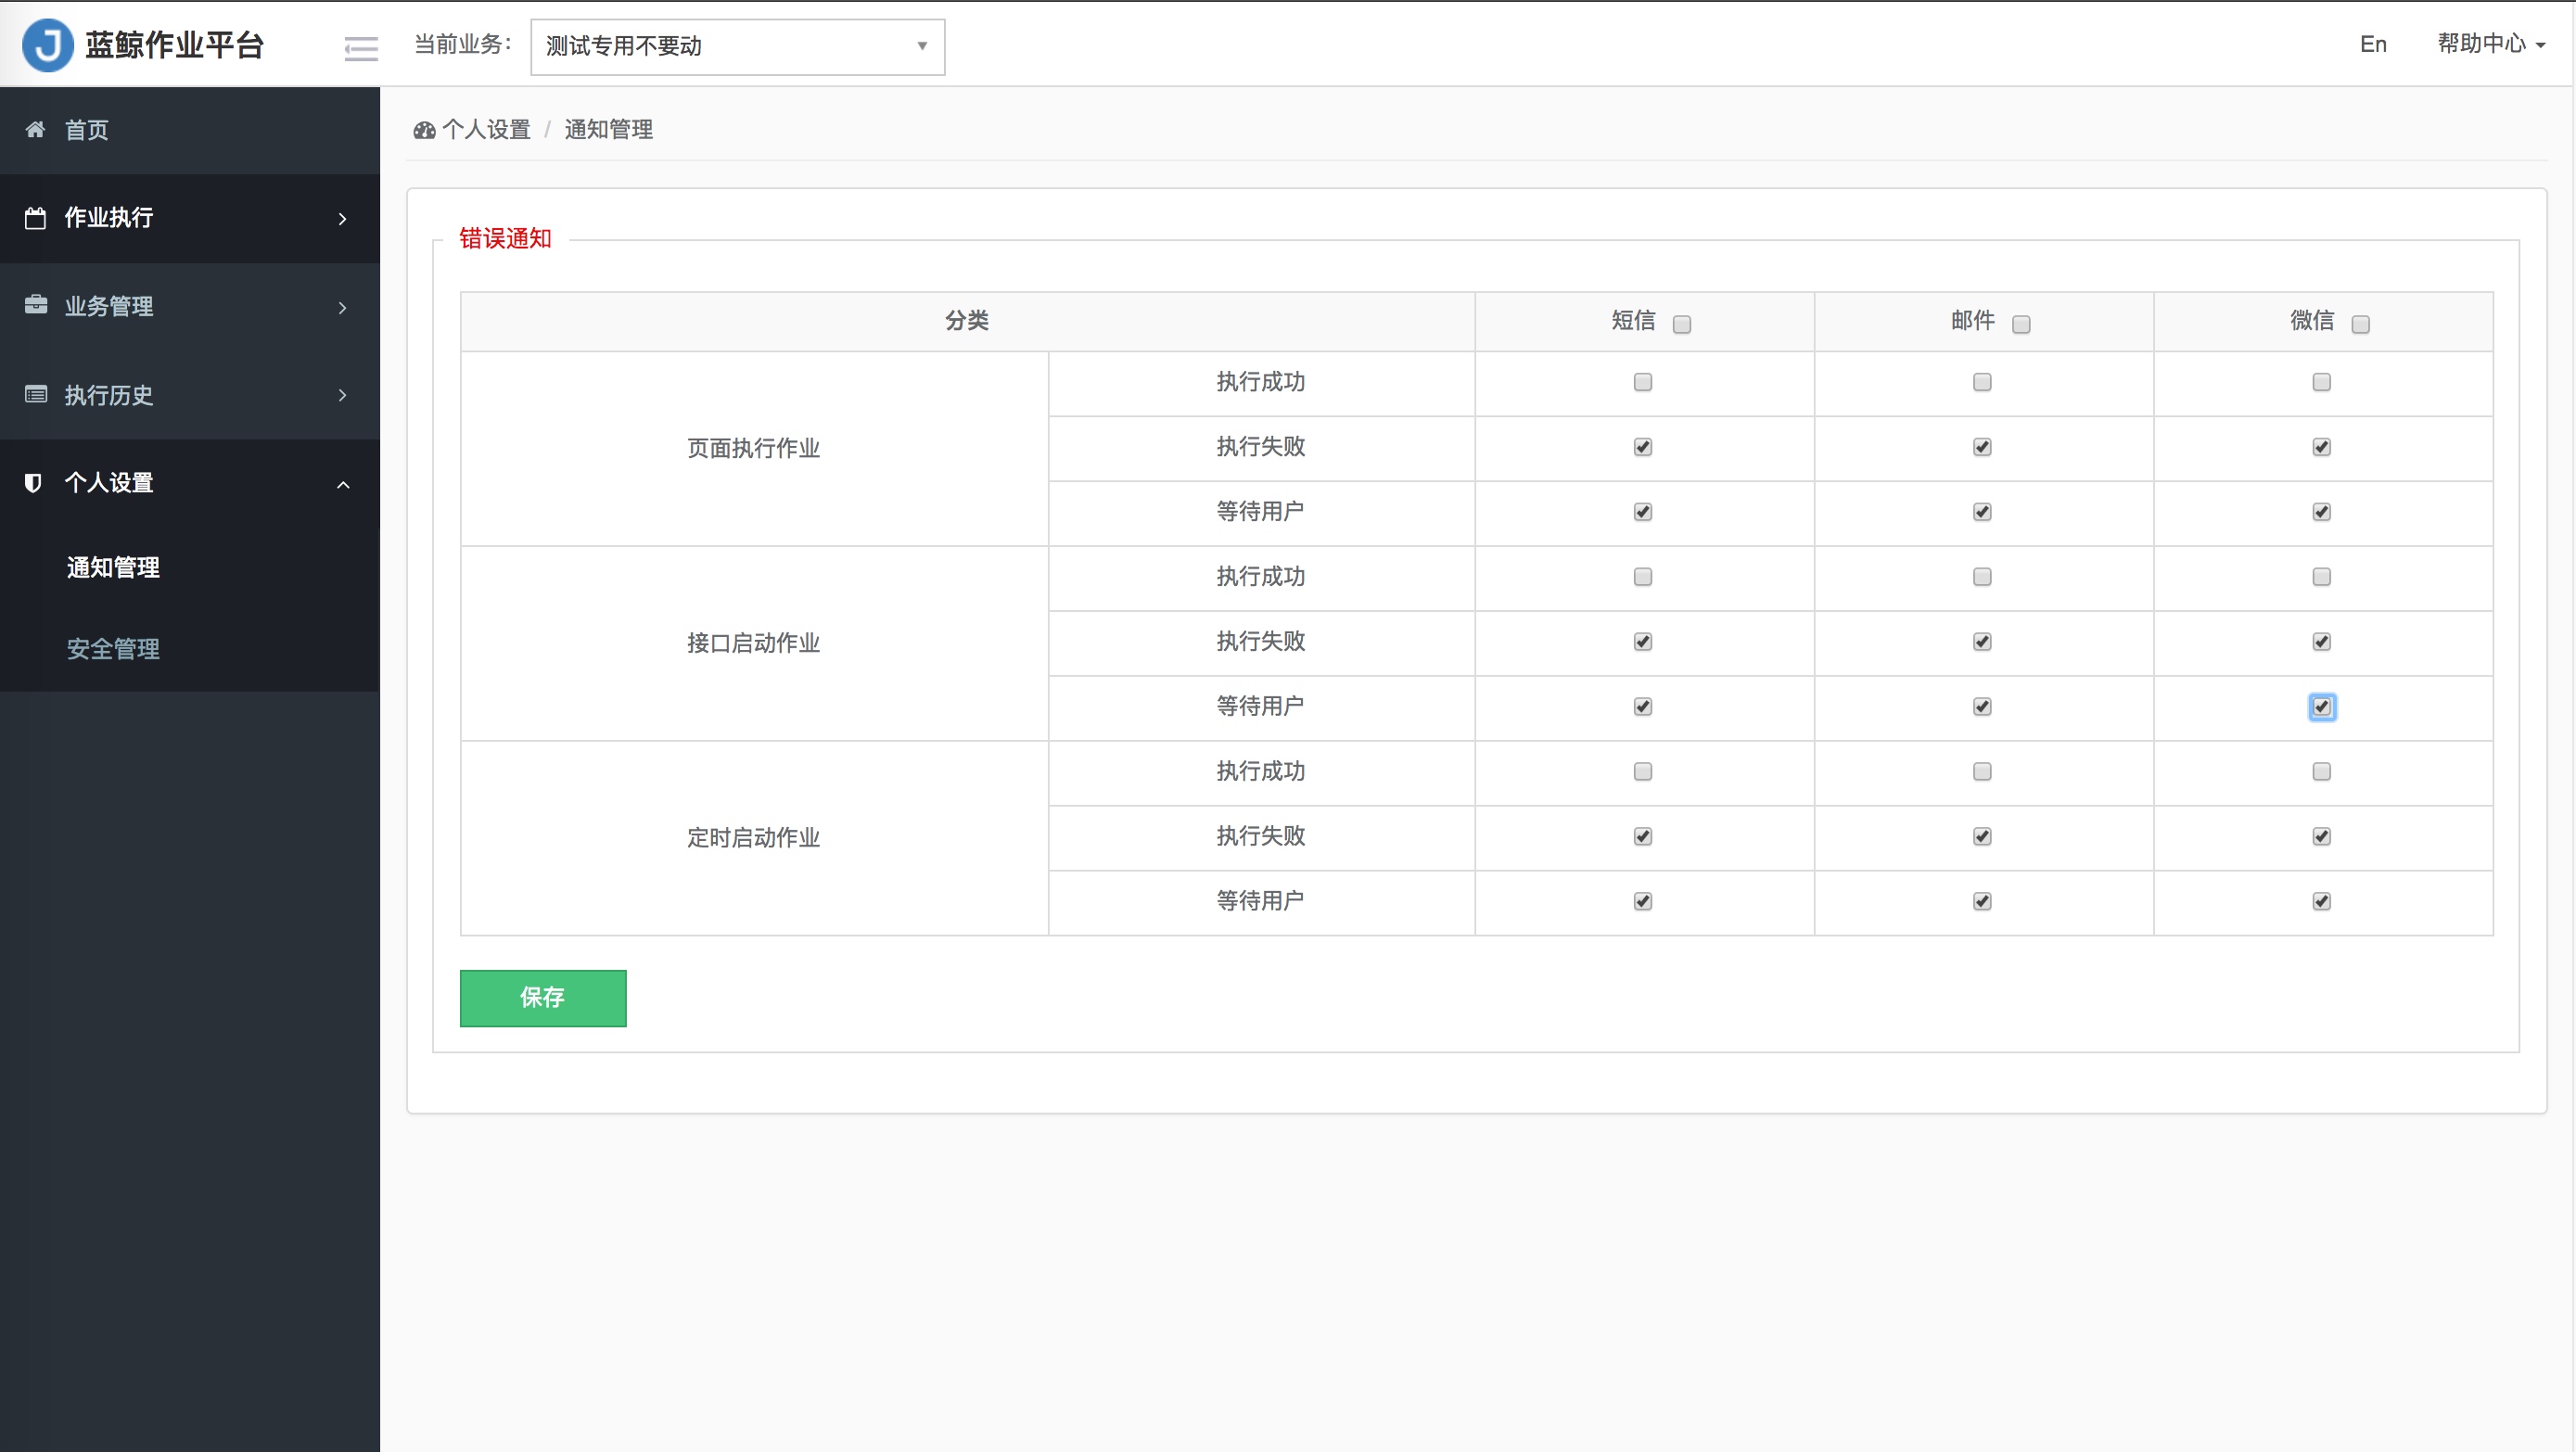 蓝鲸作业平台
当前业务：
测试专用不要动
En
帮助中心
首页
作业执行
业务管理
执行历史
个人设置
通知管理
安全管理
个人设置 / 通知管理
错误通知
分类 短信 邮件 微信
页面执行作业
执行成功
执行失败
等待用户
接口启动作业
执行成功
执行失败
等待用户
定时启动作业
执行成功
执行失败
等待用户
保存